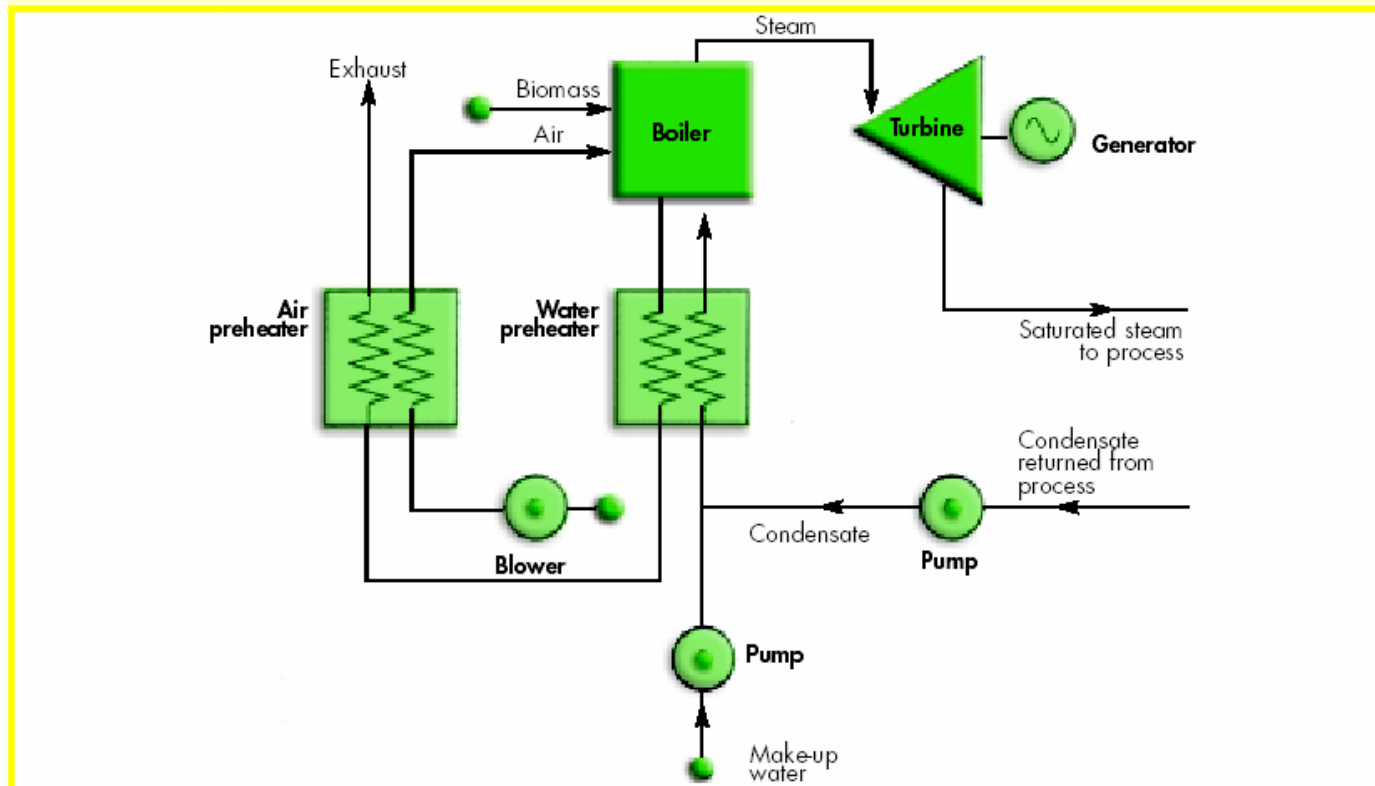 Steam
Exhaust
Biomass
Air
Boiler
Turbine
Generator
Air
preheater
Water
preheater
Saturated steam
to process
Condensate
returned from
process
Condensate
Blower
Pump
Pump
Make-up
water